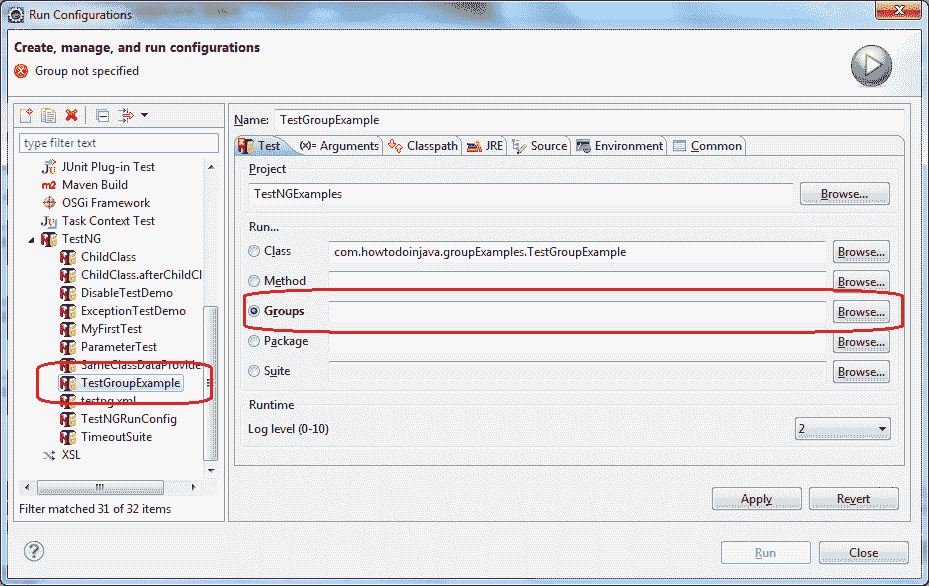 Run Configurations
Create, manage, and run configurations
Group not specified
type filter text
JUnit Plug-in Test
m2 Maven Build
OSGi Framework
Task Context Test
TestNG
ChildClass
ChildClass.afterChildCl
DisableTestDemo
ExceptionTestDemo
MyFirstTest
ParameterTest
SameClassDataProvide
TestGroupExample
testng.xml
TestNGRunConfig
TimeoutSuite
XSL
Filter matched 31 of 32 items
Name: TestGroupExample
Test (x)= Arguments Classpath JRE Source Environment Common
Project
TestNGExamples Browse...
Run...
Class com.howtodoinjava.groupExamples.TestGroupExample Browse...
Method Browse...
Groups Browse...
Package Browse...
Suite Browse...
Runtime
Log level (0-10) 2
Apply Revert
? Run Close